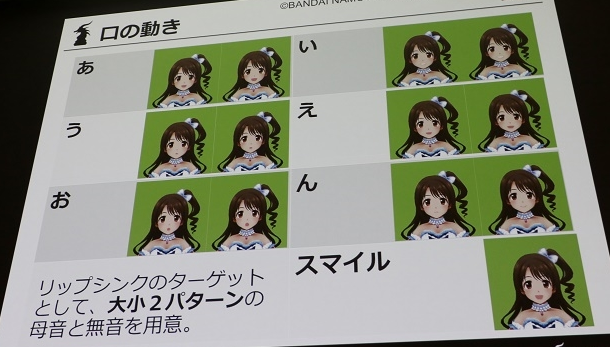 ©BANDAI NAM
口の動き
あ
い
う
え
お
ん
リップシンクのターゲット
として、大小2パターンの
母音と無音を用意。
スマイル